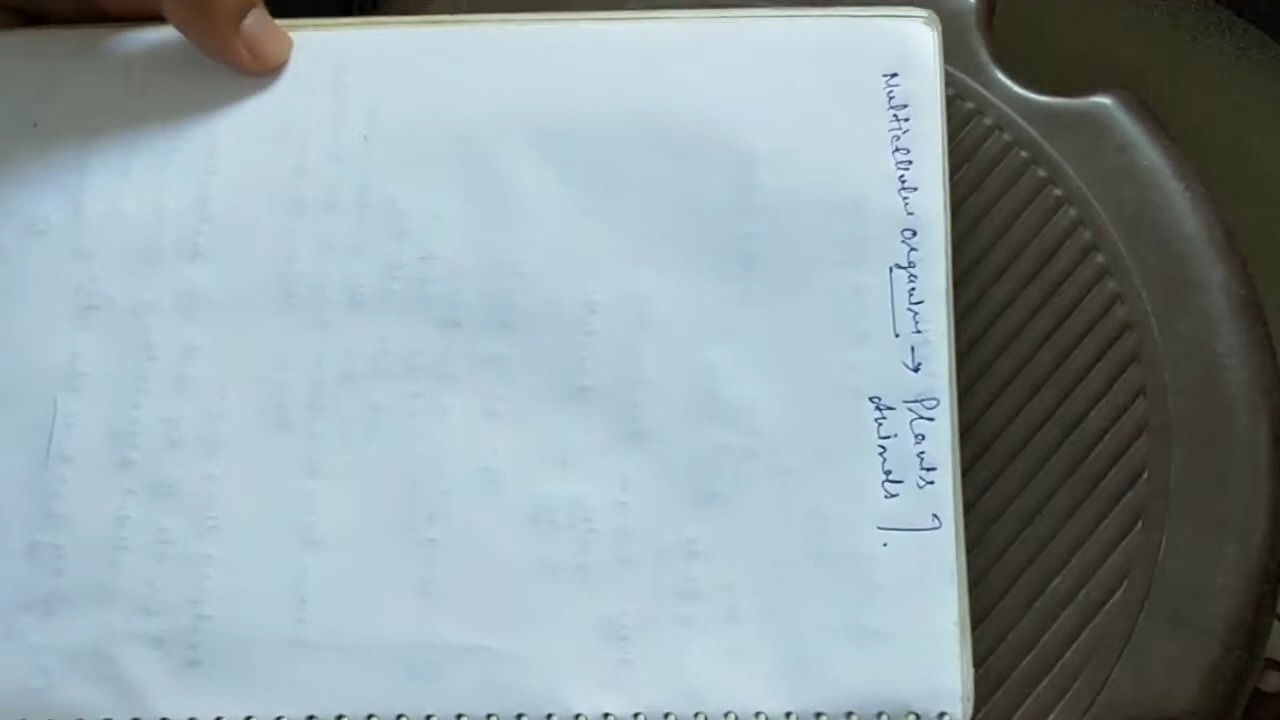 Multicellular organism → Plants
Animals ].